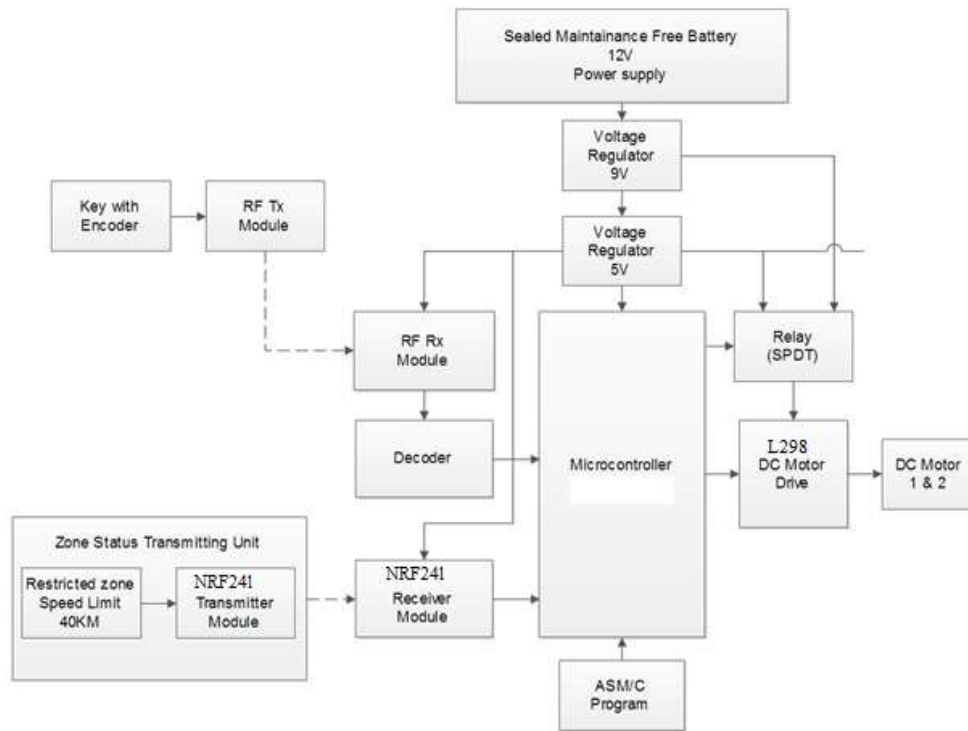 Sealed Maintainance Free Battery
12V
Power supply
Voltage
Regulator
9V
Key with
Encoder
RF Tx
Module
Voltage
Regulator
5V
RF Rx
Module
Relay
(SPDT)
Decoder
Microcontroller
L298
DC Motor
Drive
DC Motor
1 & 2
Zone Status Transmitting Unit
Restricted zone
Speed Limit
40KM
NRF241
Transmitter
Module
NRF241
Receiver
Module
ASM/C
Program